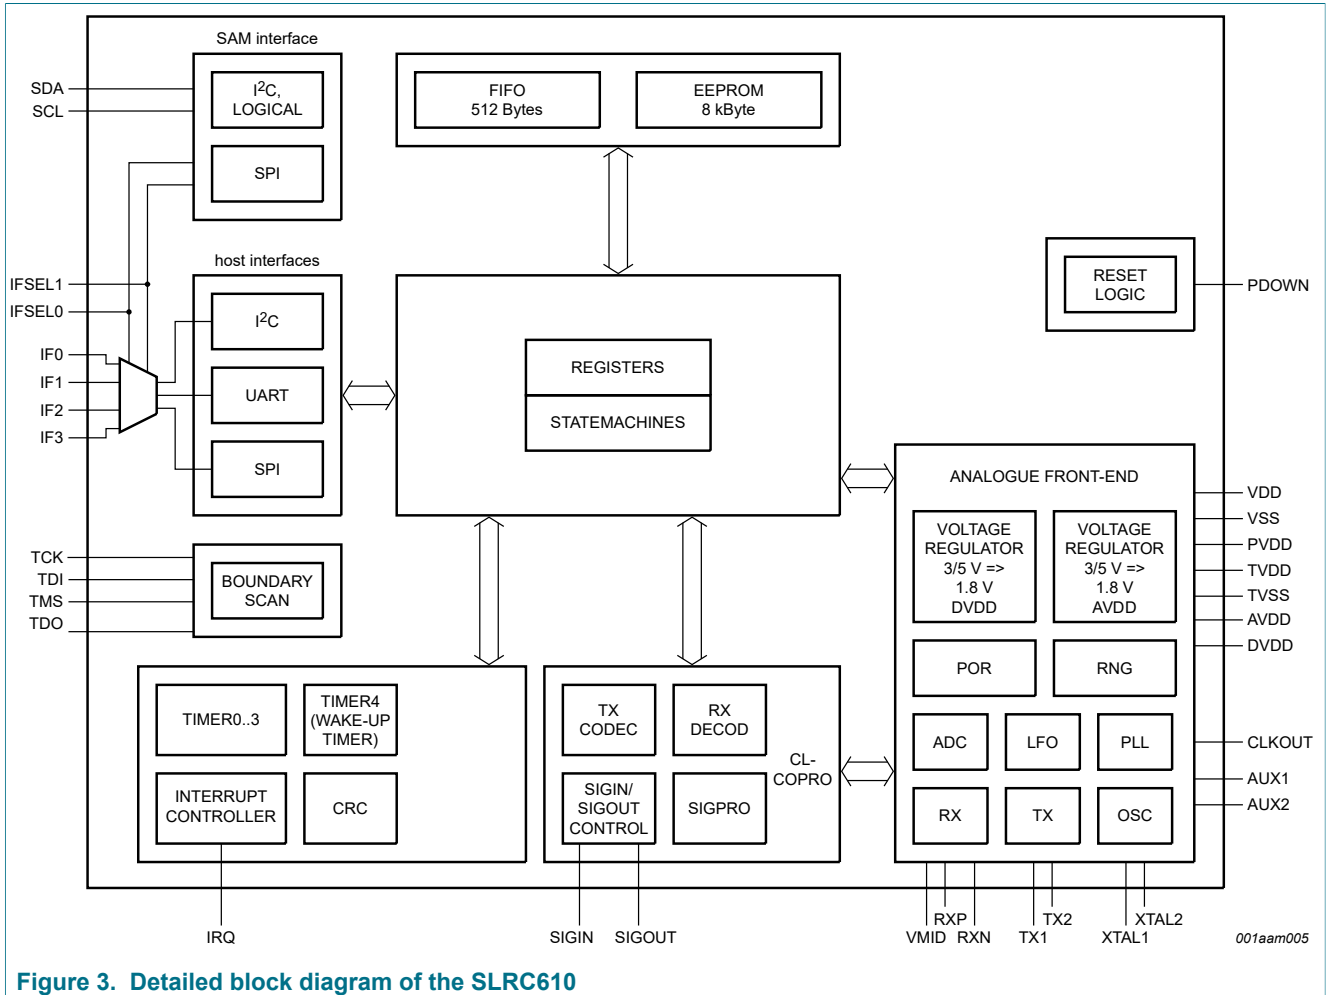 SAM interface
SDA
SCL
I²C,
LOGICAL
SPI
FIFO
512 Bytes
EEPROM
8 kByte
host interfaces
IFSEL1
IFSEL0
IF0
IF1
IF2
IF3
I²C
UART
SPI
REGISTERS
STATEMACHINES
RESET
LOGIC
PDOWN
TCK
TDI
TMS
TDO
BOUNDARY
SCAN
ANALOGUE FRONT-END
VOLTAGE
REGULATOR
3/5 V =>
1.8 V
DVDD
VOLTAGE
REGULATOR
3/5 V =>
1.8 V
AVDD
POR
RNG
ADC
LFO
PLL
RX
TX
OSC
VDD
VSS
PVDD
TVDD
TVSS
AVDD
DVDD
CLKOUT
AUX1
AUX2
TIMER0..3
TIMER4
(WAKE-UP
TIMER)
INTERRUPT
CONTROLLER
CRC
TX
CODEC
RX
DECOD
SIGIN/
SIGOUT
CONTROL
SIGPRO
CL-
COPRO
IRQ
SIGIN
SIGOUT
VMID
RXP
RXN
TX1
TX2
XTAL1
XTAL2
001aam005
Figure 3. Detailed block diagram of the SLRC610